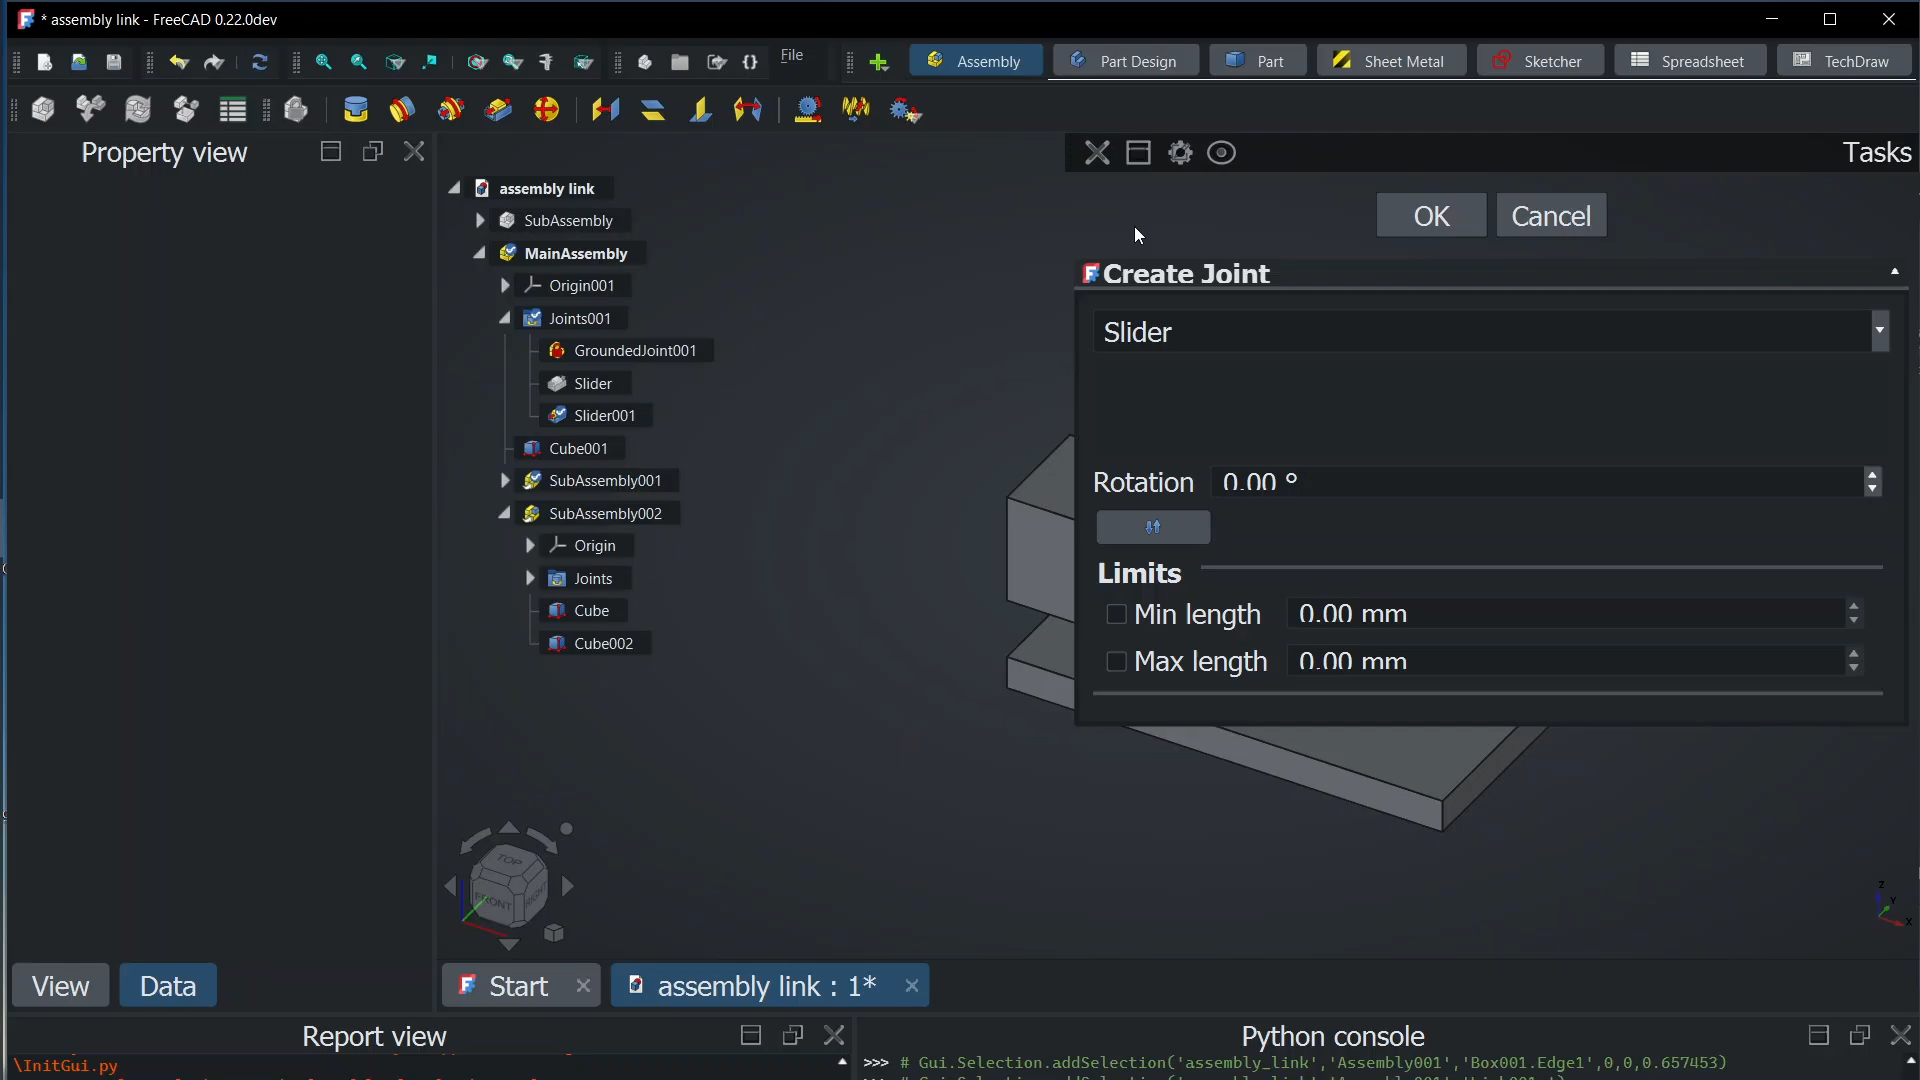 * assembly link - FreeCAD 0.22.0dev
File
Assembly
Part Design
Part
Sheet Metal
Sketcher
Spreadsheet
TechDraw
Property view
Tasks
assembly link
SubAssembly
MainAssembly
Origin001
Joints001
GroundedJoint001
Slider
Slider001
Cube001
SubAssembly001
SubAssembly002
Origin
Joints
Cube
Cube002
OK
Cancel
Create Joint
Slider
Rotation 0.00 °
Limits
Min length 0.00 mm
Max length 0.00 mm
TOP
FRONT
RIGHT
Z
Y
X
View
Data
Start
assembly link : 1*
Report view
Python console
\InitGui.py
>>> # Gui.Selection.addSelection('assembly_link','Assembly001','Box001.Edge1',0,0,0.657453)